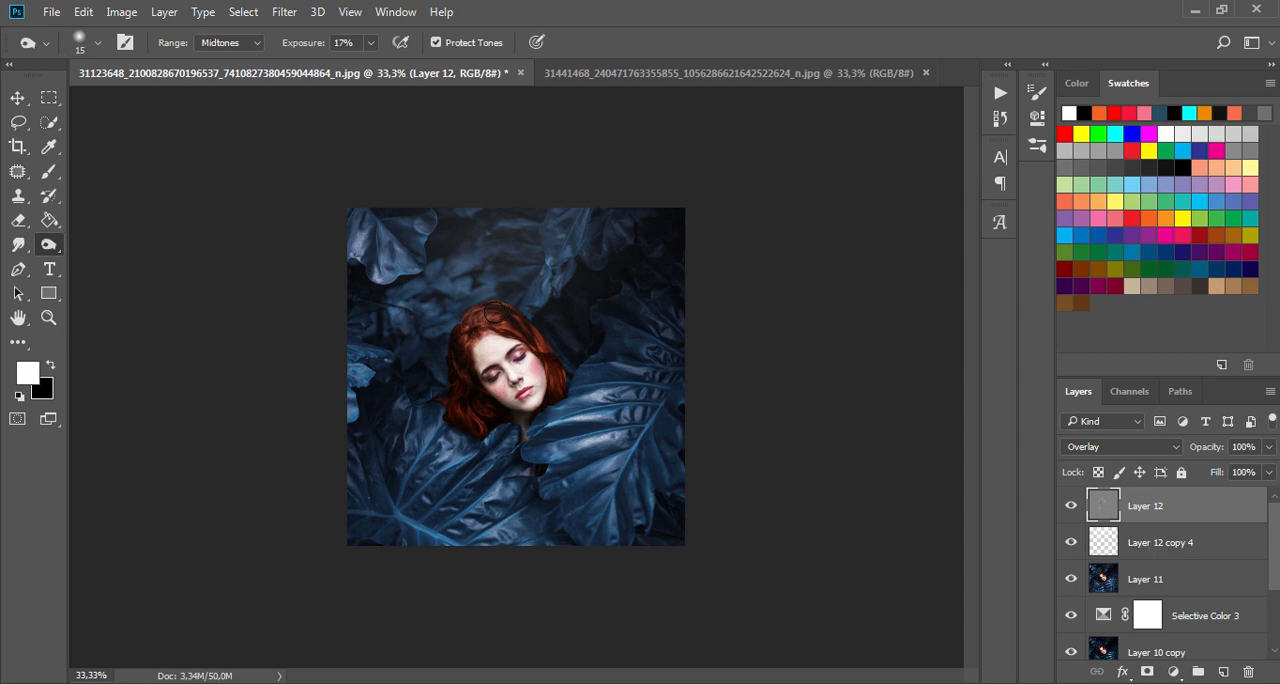 Ps File Edit Image Layer Type Select Filter 3D View Window Help
15 Range: Midtones Exposure: 17% Protect Tones
31123648_2100828670196537_7410827380459044864_n.jpg @ 33,3% (Layer 12, RGB/8#) * × 31441468_240471763355855_1056286621642522624_n.jpg @ 33,3% (RGB/8#) ×
Color Swatches
Layers Channels Paths
Kind
Overlay Opacity: 100%
Lock: Fill: 100%
Layer 12
Layer 12 copy 4
Layer 11
Selective Color 3
Layer 10 copy
33,33% Doc: 3,34M/50,0M